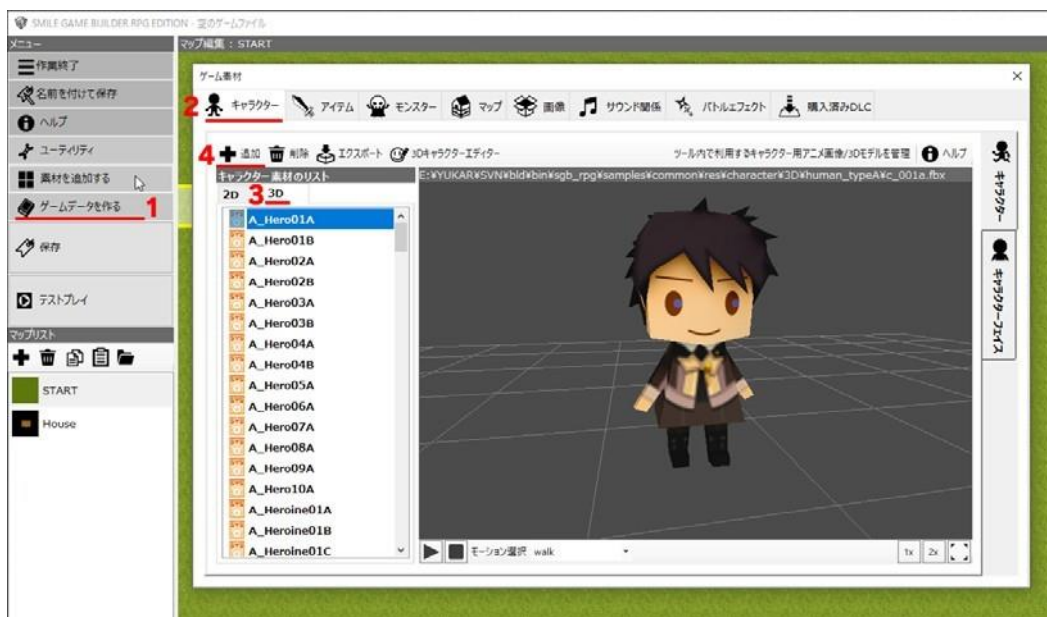 SMILE GAME BUILDER RPG EDITION - 空のゲームファイル
メニュー
マップ編集 : START
作業終了
名前を付けて保存
ヘルプ
ユーティリティ
素材を追加する
ゲームデータを作る 1
保存
テストプレイ
マップリスト
START
House
ゲーム素材
2 キャラクター アイテム モンスター マップ 画像 サウンド関係 バトルエフェクト 購入済みDLC
4 追加 削除 エクスポート 3Dキャラクターエディター ツール内で利用するキャラクター用アニメ画像/3Dモデルを管理 ヘルプ
キャラクター素材のリスト
E:¥YUKAR¥SVN¥bld¥bin¥sgb_rpg¥samples¥common¥res¥character¥3D¥human_typeA¥c_001a.fbx
2D 3 3D
A_Hero01A
A_Hero01B
A_Hero02A
A_Hero02B
A_Hero03A
A_Hero03B
A_Hero04A
A_Hero04B
A_Hero05A
A_Hero06A
A_Hero07A
A_Hero08A
A_Hero09A
A_Hero10A
A_Heroine01A
A_Heroine01B
A_Heroine01C
モーション選択 walk
1x 2x
キャラクター
キャラクターフェイス